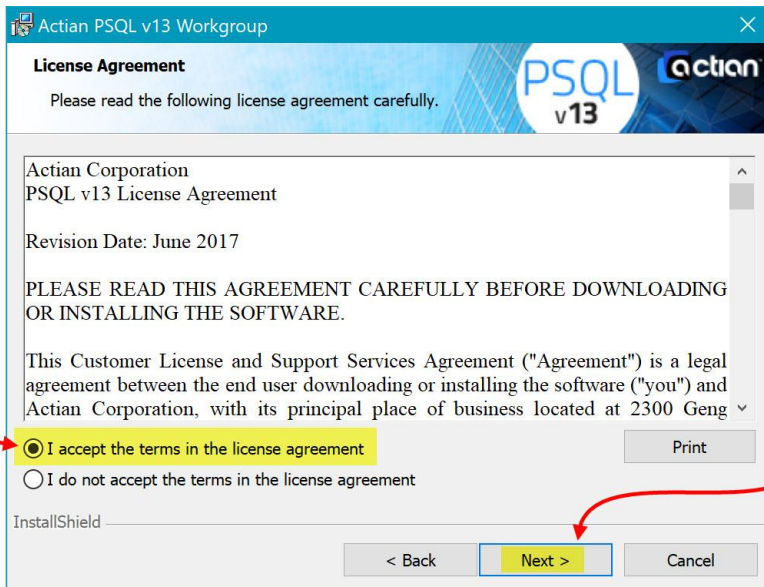 Actian PSQL v13 Workgroup
License Agreement
Please read the following license agreement carefully.
PSQL
v13
actian
Actian Corporation
PSQL v13 License Agreement
Revision Date: June 2017
PLEASE READ THIS AGREEMENT CAREFULLY BEFORE DOWNLOADING
OR INSTALLING THE SOFTWARE.
This Customer License and Support Services Agreement ("Agreement") is a legal
agreement between the end user downloading or installing the software ("you") and
Actian Corporation, with its principal place of business located at 2300 Geng
I accept the terms in the license agreement
Print
I do not accept the terms in the license agreement
InstallShield
< Back
Next >
Cancel